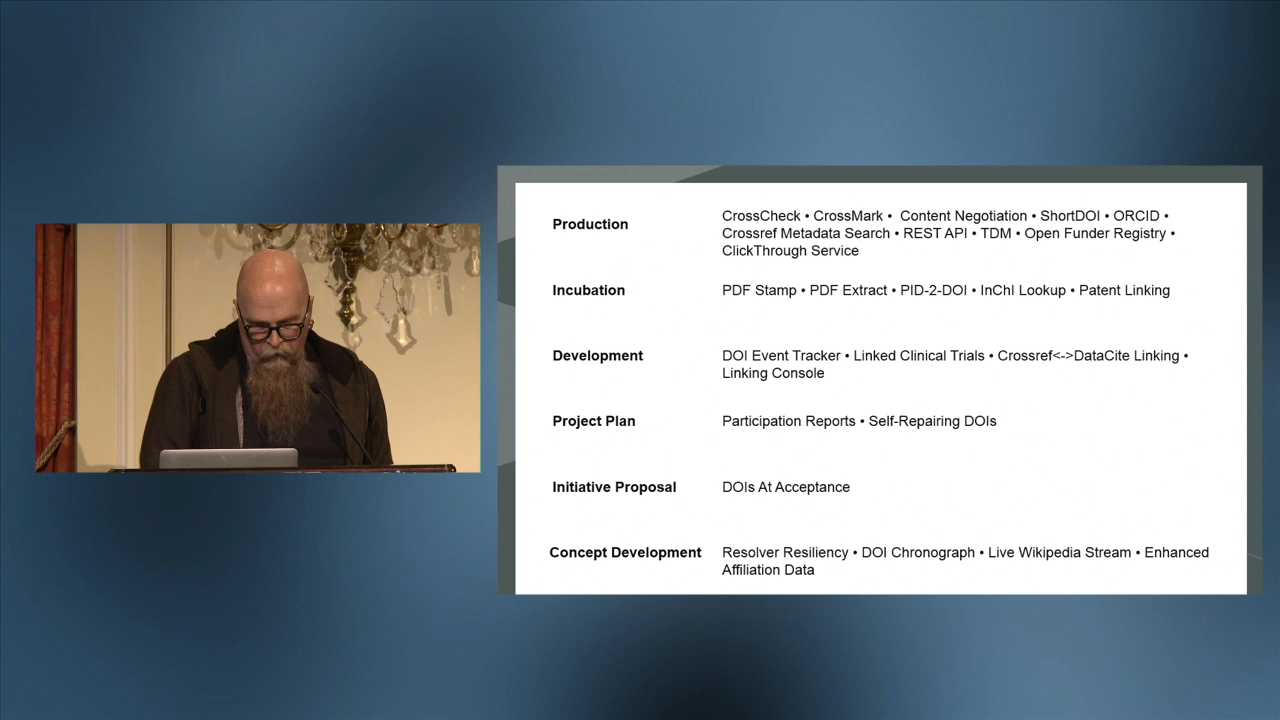 Production
CrossCheck • CrossMark •  Content Negotiation • ShortDOI • ORCID •
Crossref Metadata Search • REST API • TDM • Open Funder Registry •
ClickThrough Service
Incubation
PDF Stamp • PDF Extract • PID-2-DOI • InChI Lookup • Patent Linking
Development
DOI Event Tracker • Linked Clinical Trials • Crossref<->DataCite Linking •
Linking Console
Project Plan
Participation Reports • Self-Repairing DOIs
Initiative Proposal
DOIs At Acceptance
Concept Development
Resolver Resiliency • DOI Chronograph • Live Wikipedia Stream • Enhanced
Affiliation Data